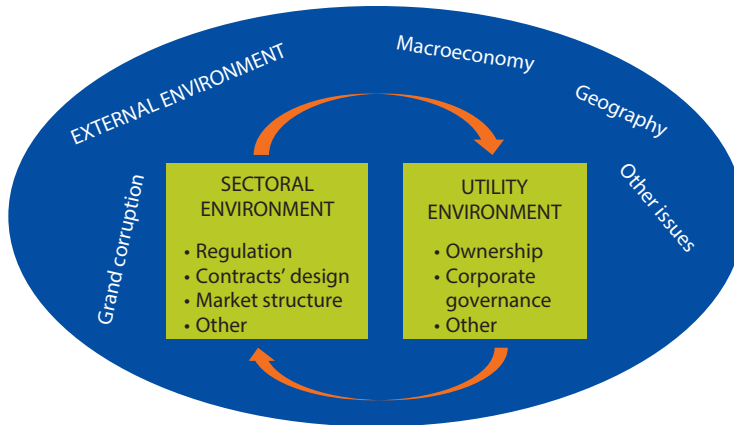 EXTERNAL ENVIRONMENT
Macroeconomy
Geography
Other issues
Grand corruption
SECTORAL
ENVIRONMENT
• Regulation
• Contracts’ design
• Market structure
• Other
UTILITY
ENVIRONMENT
• Ownership
• Corporate
governance
• Other